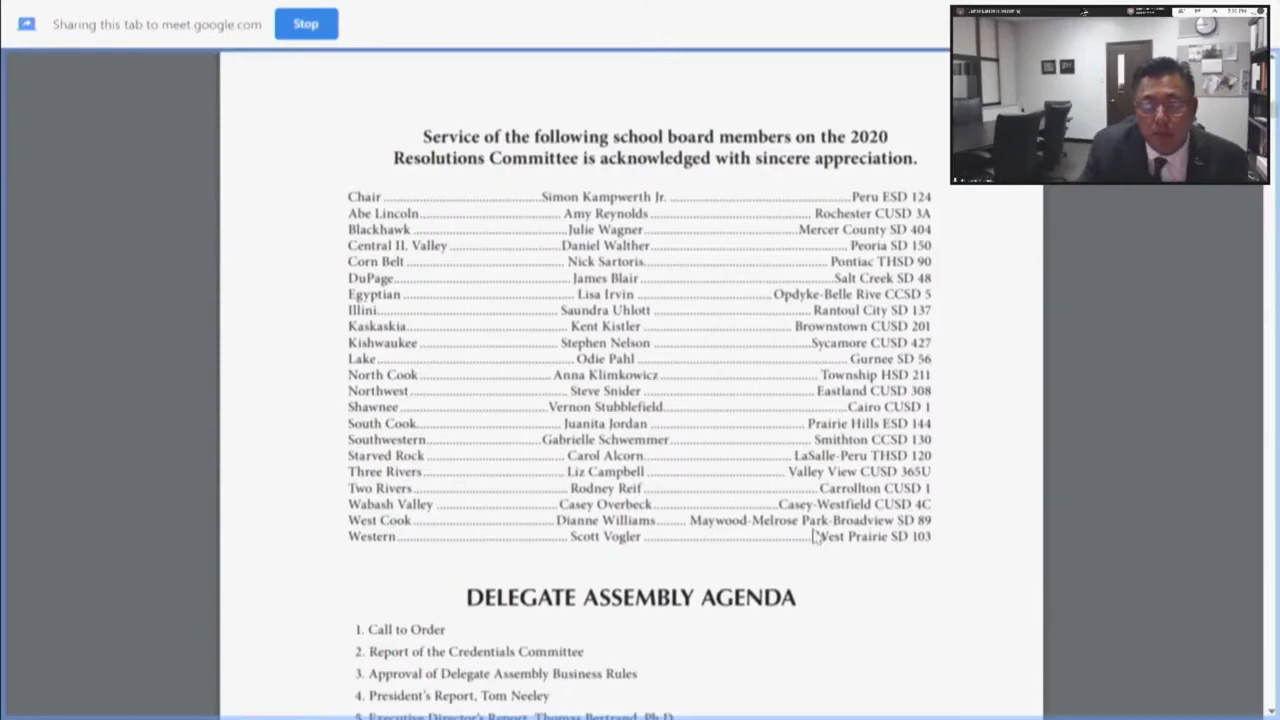 Sharing this tab to meet.google.com Stop
Service of the following school board members on the 2020
Resolutions Committee is acknowledged with sincere appreciation.
Chair Simon Kampwerth Jr. Peru ESD 124
Abe Lincoln Amy Reynolds Rochester CUSD 3A
Blackhawk Julie Wagner Mercer County SD 404
Central Il. Valley Daniel Walther Peoria SD 150
Corn Belt Nick Sartoris Pontiac THSD 90
DuPage James Blair Salt Creek SD 48
Egyptian Lisa Irvin Opdyke-Belle Rive CCSD 5
Illini Saundra Uhlott Rantoul City SD 137
Kaskaskia Kent Kistler Brownstown CUSD 201
Kishwaukee Stephen Nelson Sycamore CUSD 427
Lake Odie Pahl Gurnee SD 56
North Cook Anna Klimkowicz Township HSD 211
Northwest Steve Snider Eastland CUSD 308
Shawnee Vernon Stubblefield Cairo CUSD 1
South Cook Juanita Jordan Prairie Hills ESD 144
Southwestern Gabrielle Schwemmer Smithton CCSD 130
Starved Rock Carol Alcorn LaSalle-Peru THSD 120
Three Rivers Liz Campbell Valley View CUSD 365U
Two Rivers Rodney Reif Carrollton CUSD 1
Wabash Valley Casey Overbeck Casey-Westfield CUSD 4C
West Cook Dianne Williams Maywood-Melrose Park-Broadview SD 89
Western Scott Vogler West Prairie SD 103
DELEGATE ASSEMBLY AGENDA
1. Call to Order
2. Report of the Credentials Committee
3. Approval of Delegate Assembly Business Rules
4. President's Report, Tom Neeley
5. Executive Director's Report, Thomas Bertrand, Ph.D.